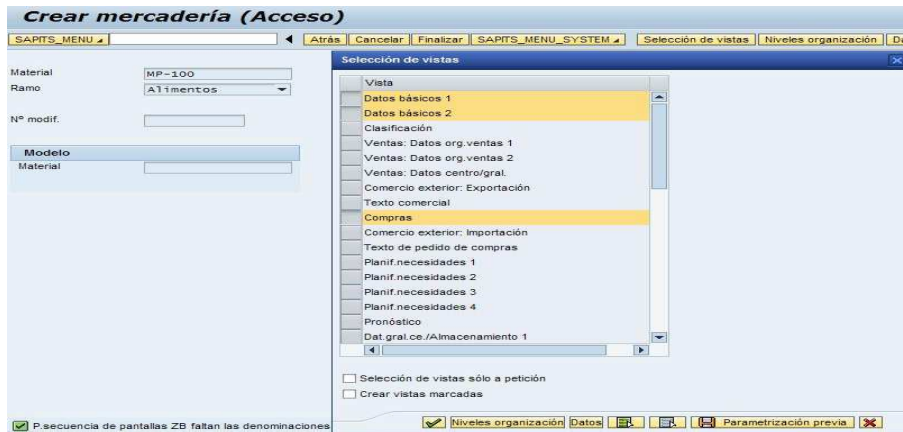 Crear mercadería (Acceso)
SAPITS_MENU Atrás Cancelar Finalizar SAPITS_MENU_SYSTEM Selección de vistas Niveles organización
Material MP-100
Ramo Alimentos
Nº modif.
Modelo
Material
Selección de vistas
Vista
Datos básicos 1
Datos básicos 2
Clasificación
Ventas: Datos org.ventas 1
Ventas: Datos org.ventas 2
Ventas: Datos centro/gral.
Comercio exterior: Exportación
Texto comercial
Compras
Comercio exterior: Importación
Texto de pedido de compras
Planif.necesidades 1
Planif.necesidades 2
Planif.necesidades 3
Planif.necesidades 4
Pronóstico
Dat.gral.ce./Almacenamiento 1
Selección de vistas sólo a petición
Crear vistas marcadas
Niveles organización Datos Parametrización previa
P.secuencia de pantallas ZB faltan las denominaciones